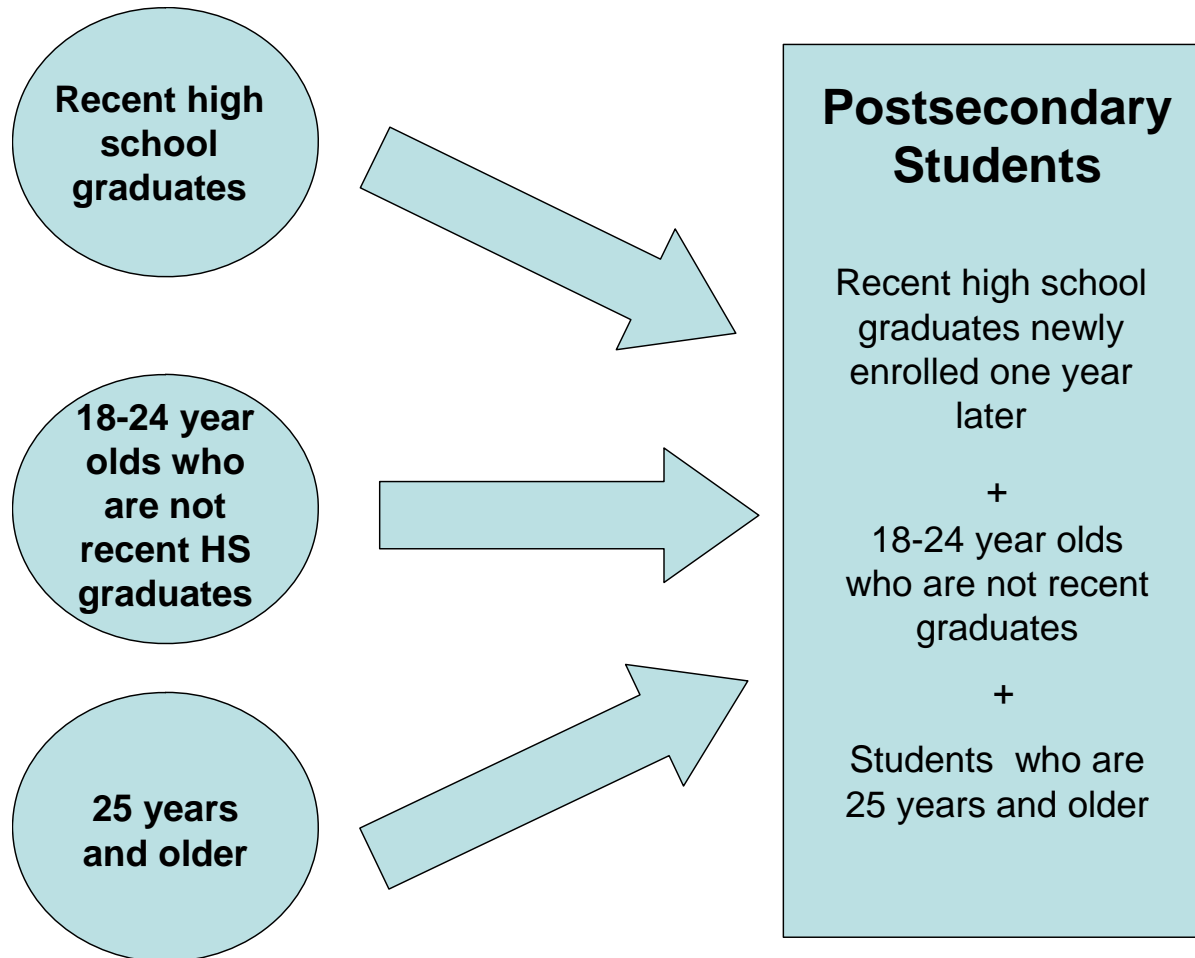 Recent high
school
graduates
18-24 year
olds who
are not
recent HS
graduates
25 years
and older
Postsecondary
Students
Recent high school
graduates newly
enrolled one year
later
+
18-24 year olds
who are not recent
graduates
+
Students who are
25 years and older